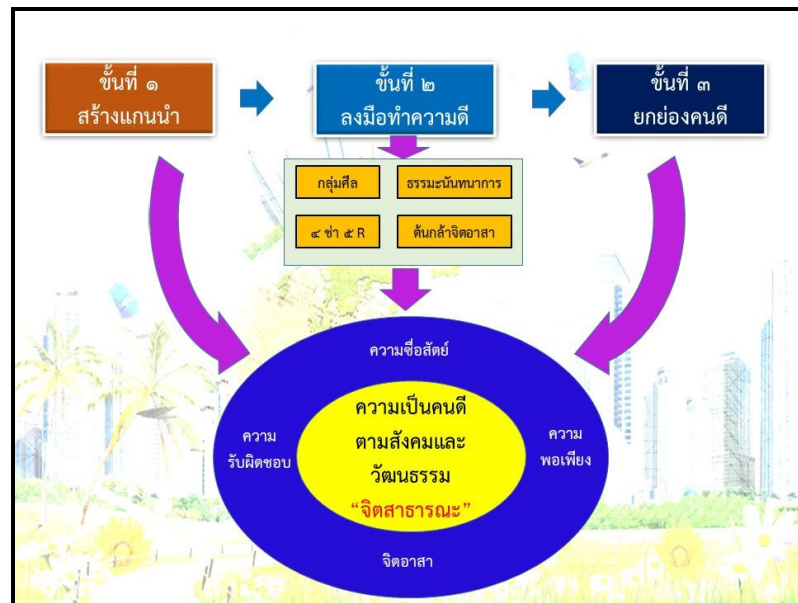 ขั้นที่ ๑
สร้างแกนนำ
ขั้นที่ ๒
ลงมือทำความดี
ขั้นที่ ๓
ยกย่องคนดี
กลุ่มศีล
ธรรมะนันทนาการ
๔ ช่า ๕ R
ต้นกล้าจิตอาสา
ความซื่อสัตย์
ความ
รับผิดชอบ
ความเป็นคนดี
ตามสังคมและ
วัฒนธรรม
“จิตสาธารณะ”
ความ
พอเพียง
จิตอาสา